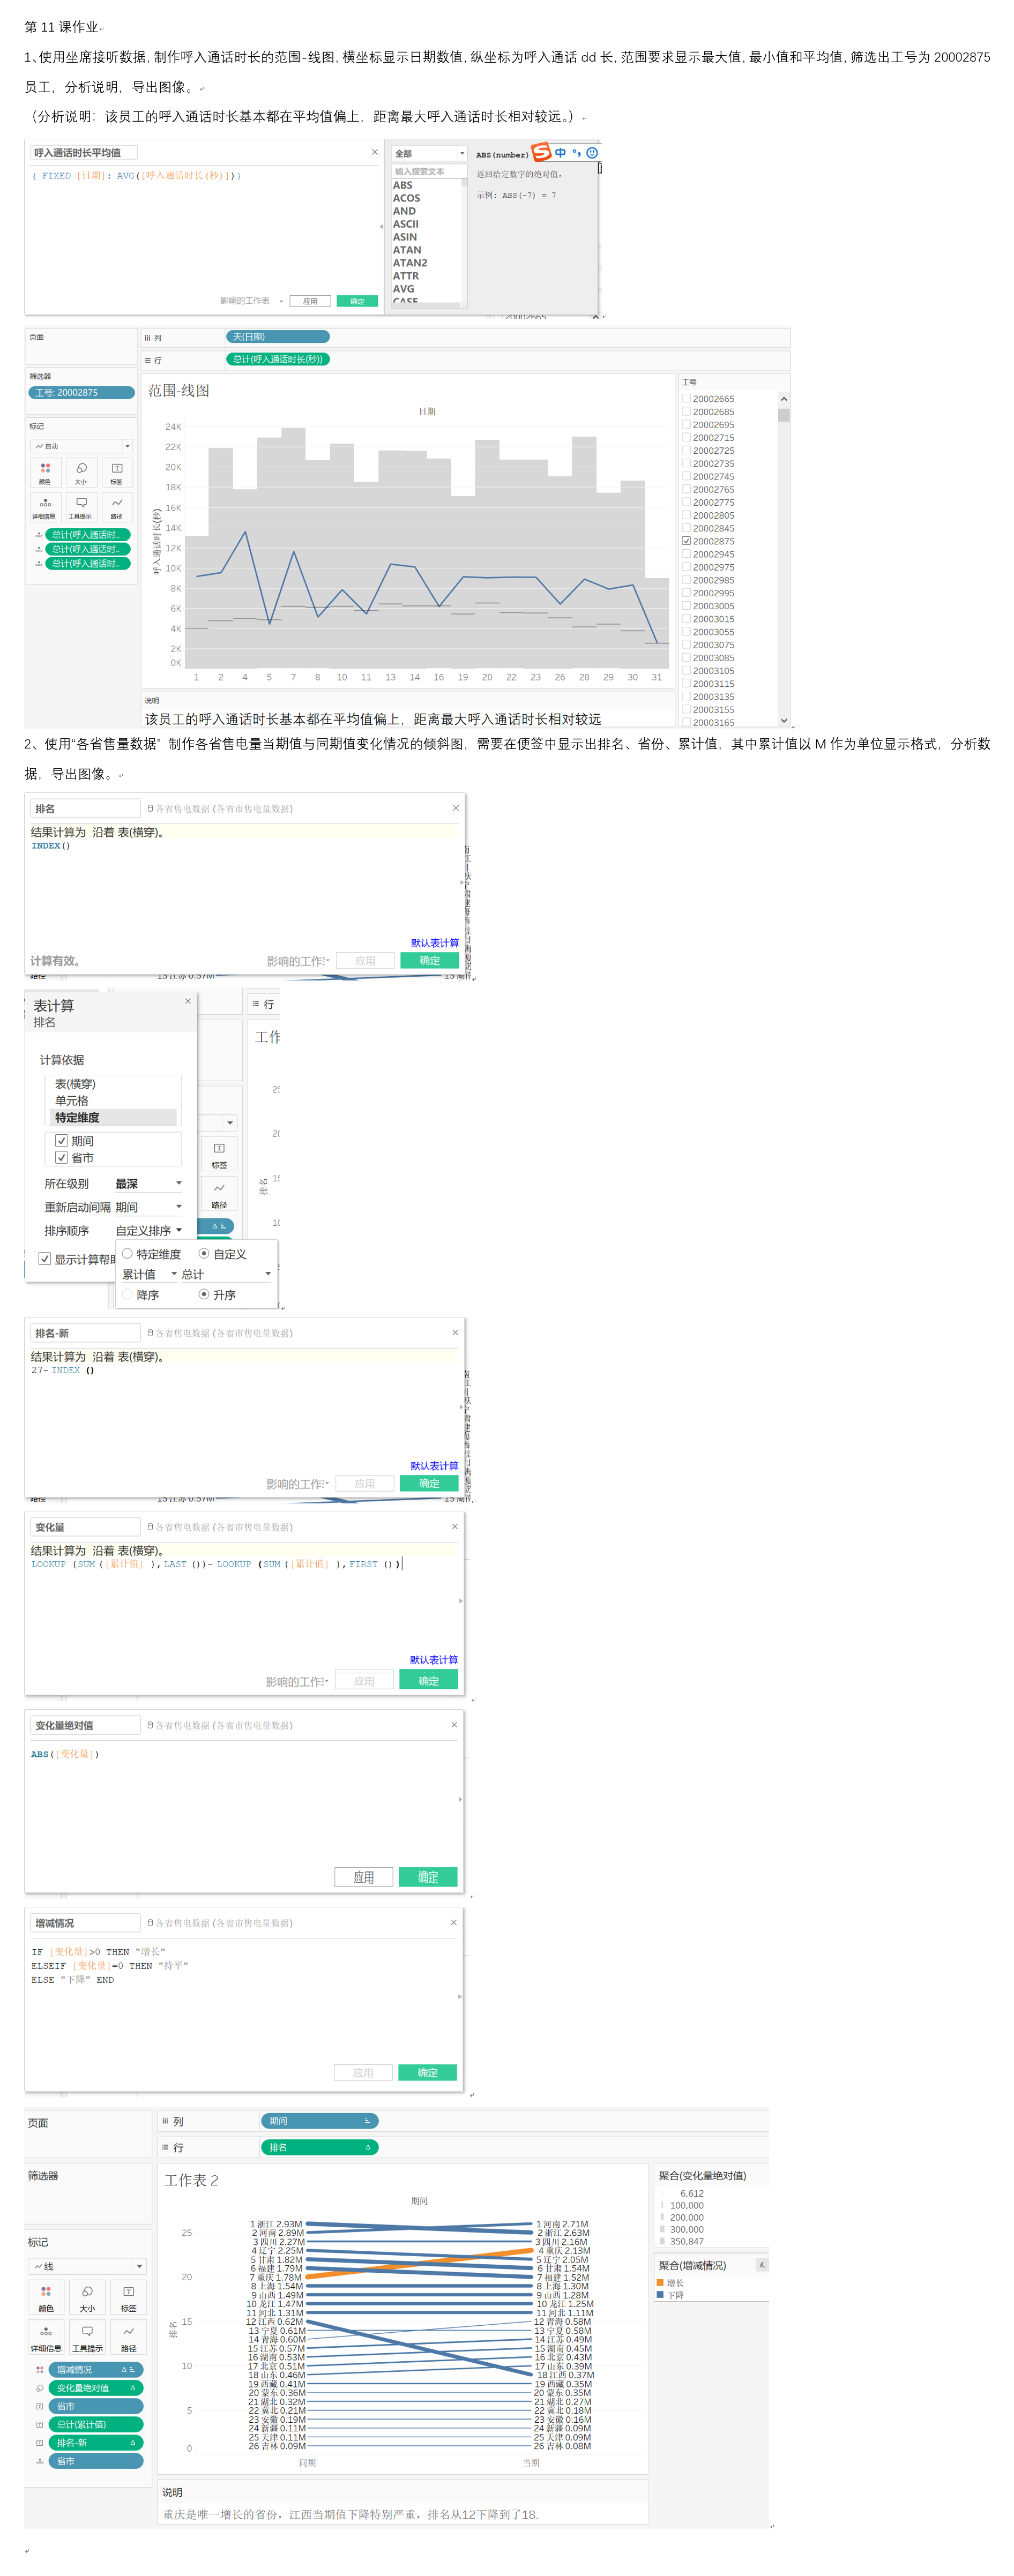 第 11 课作业
1、使用坐席接听数据，制作呼入通话时长的范围-线图，横坐标显示日期数值，纵坐标为呼入通话 dd 长，范围要求显示最大值，最小值和平均值，筛选出工号为 20002875
员工，分析说明，导出图像。
（分析说明：该员工的呼入通话时长基本都在平均值偏上，距离最大呼入通话时长相对较远。）
呼入通话时长平均值
{ FIXED [日期]: AVG([呼入通话时长(秒)])}
影响的工作表 应用 确定
全部
输入搜索文本
ABS
ACOS
AND
ASCII
ASIN
ATAN
ATAN2
ATTR
AVG
CASE
ABS(number)
中
返回给定数字的绝对值。
示例: ABS(-7) = 7
20002665
页面
列 天(日期)
行 总计(呼入通话时长(秒))
筛选器
工号: 20002875
标记
自动
颜色 大小 标签
详细信息 工具提示 路径
总计(呼入通话时..
总计(呼入通话时..
总计(呼入通话时..
范围-线图
日期
呼入通话时长(秒)
24K
22K
20K
18K
16K
14K
12K
10K
8K
6K
4K
2K
0K
1 2 4 5 7 8 10 11 13 14 16 19 20 22 23 26 28 29 30 31
工号
20002665
20002685
20002695
20002715
20002725
20002735
20002745
20002765
20002775
20002805
20002845
20002875
20002945
20002975
20002985
20002995
20003005
20003015
20003055
20003075
20003085
20003105
20003115
20003135
20003155
20003165
说明
该员工的呼入通话时长基本都在平均值偏上，距离最大呼入通话时长相对较远
2、使用“各省售量数据” 制作各省售电量当期值与同期值变化情况的倾斜图，需要在便签中显示出排名、省份、累计值，其中累计值以 M 作为单位显示格式，分析数
据，导出图像。
排名 各省售电数据 (各省市售电量数据)
结果计算为 沿着 表(横穿)。
INDEX()
默认表计算
计算有效。 影响的工作 应用 确定
15 江苏 0.57M
表计算
排名
计算依据
表(横穿)
单元格
特定维度
期间
省市
所在级别 最深
重新启动间隔 期间
排序顺序 自定义排序
显示计算帮助
特定维度 自定义
累计值 总计
降序 升序
行
标签
路径
排名
排名-新 各省售电数据 (各省市售电量数据)
结果计算为 沿着 表(横穿)。
27- INDEX ()
默认表计算
影响的工作 应用 确定
15 江苏 0.57M
变化量 各省售电数据 (各省市售电量数据)
结果计算为 沿着 表(横穿)。
LOOKUP (SUM ([累计值] ), LAST ())- LOOKUP (SUM ([累计值] ), FIRST ())
默认表计算
影响的工作 应用 确定
变化量绝对值 各省售电数据 (各省市售电量数据)
ABS([变化量])
应用 确定
增减情况 各省售电数据 (各省市售电量数据)
IF [变化量]>0 THEN "增长"
ELSEIF [变化量]=0 THEN "持平"
ELSE "下降" END
应用 确定
页面
列 期间
行 排名
筛选器
标记
线
颜色 大小 标签
详细信息 工具提示 路径
增减情况
变化量绝对值
省市
总计(累计值)
排名-新
省市
工作表 2
期间
排名
25
20
15
10
5
0
1 浙江 2.93M 1 河南 2.71M
2 河南 2.89M 2 浙江 2.63M
3 四川 2.27M 3 四川 2.16M
4 辽宁 2.25M 4 重庆 2.13M
5 甘肃 1.82M 5 辽宁 2.05M
6 福建 1.79M 6 甘肃 1.54M
7 重庆 1.78M 7 福建 1.52M
8 上海 1.54M 8 上海 1.30M
9 山西 1.49M 9 山西 1.28M
10 龙江 1.47M 10 龙江 1.25M
11 河北 1.31M 11 河北 1.11M
12 江西 0.62M 12 青海 0.58M
13 宁夏 0.61M 13 宁夏 0.58M
14 青海 0.60M 14 江苏 0.49M
15 江苏 0.57M 15 湖南 0.45M
16 湖南 0.53M 16 北京 0.43M
17 北京 0.51M 17 山东 0.39M
18 山东 0.46M 18 江西 0.37M
19 西藏 0.41M 19 西藏 0.35M
20 蒙东 0.36M 20 蒙东 0.35M
21 湖北 0.32M 21 湖北 0.27M
22 冀北 0.21M 22 冀北 0.18M
23 安徽 0.19M 23 安徽 0.16M
24 新疆 0.11M 24 新疆 0.09M
25 天津 0.11M 25 天津 0.09M
26 吉林 0.09M 26 吉林 0.08M
同期 当期
聚合(变化量绝对值)
6,612
100,000
200,000
300,000
350,847
聚合(增减情况)
增长
下降
说明
重庆是唯一增长的省份，江西当期值下降特别严重，排名从12下降到了18.